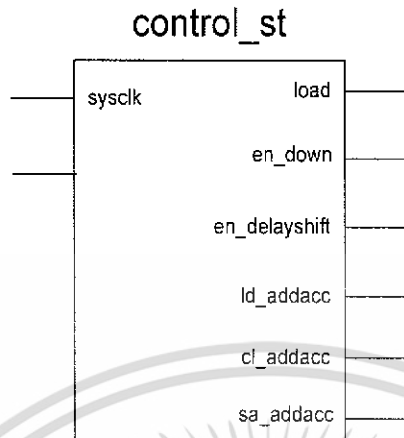 control_st
sysclk
load
en_down
en_delayshift
ld_addacc
cl_addacc
sa_addacc